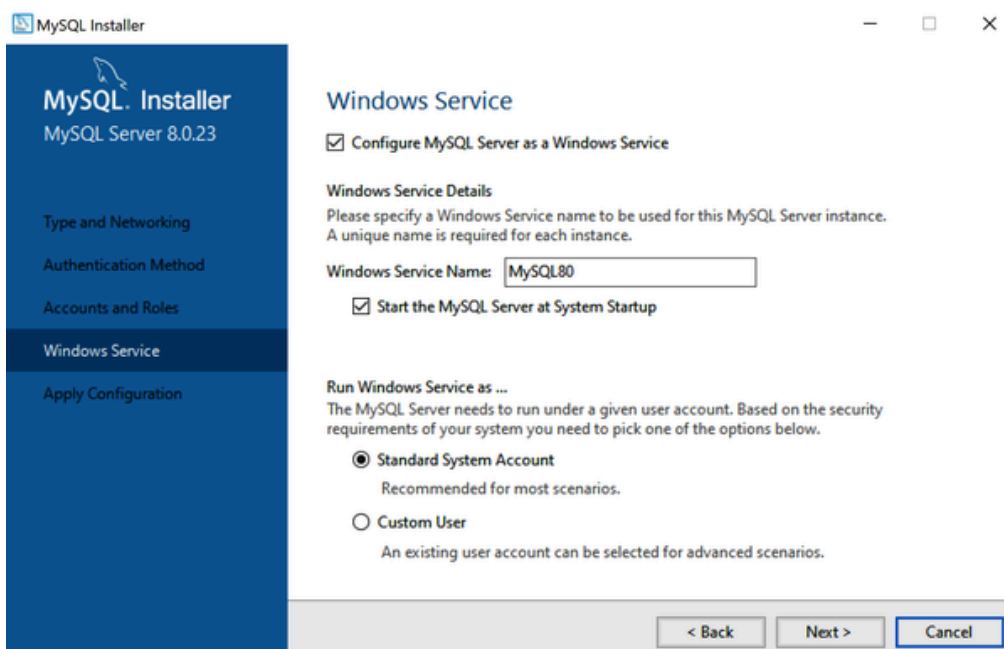 MySQL Installer
MySQL. Installer
MySQL Server 8.0.23
Type and Networking
Authentication Method
Accounts and Roles
Windows Service
Apply Configuration
Windows Service
Configure MySQL Server as a Windows Service
Windows Service Details
Please specify a Windows Service name to be used for this MySQL Server instance.
A unique name is required for each instance.
Windows Service Name: MySQL80
Start the MySQL Server at System Startup
Run Windows Service as ...
The MySQL Server needs to run under a given user account. Based on the security
requirements of your system you need to pick one of the options below.
Standard System Account
Recommended for most scenarios.
Custom User
An existing user account can be selected for advanced scenarios.
< Back Next > Cancel